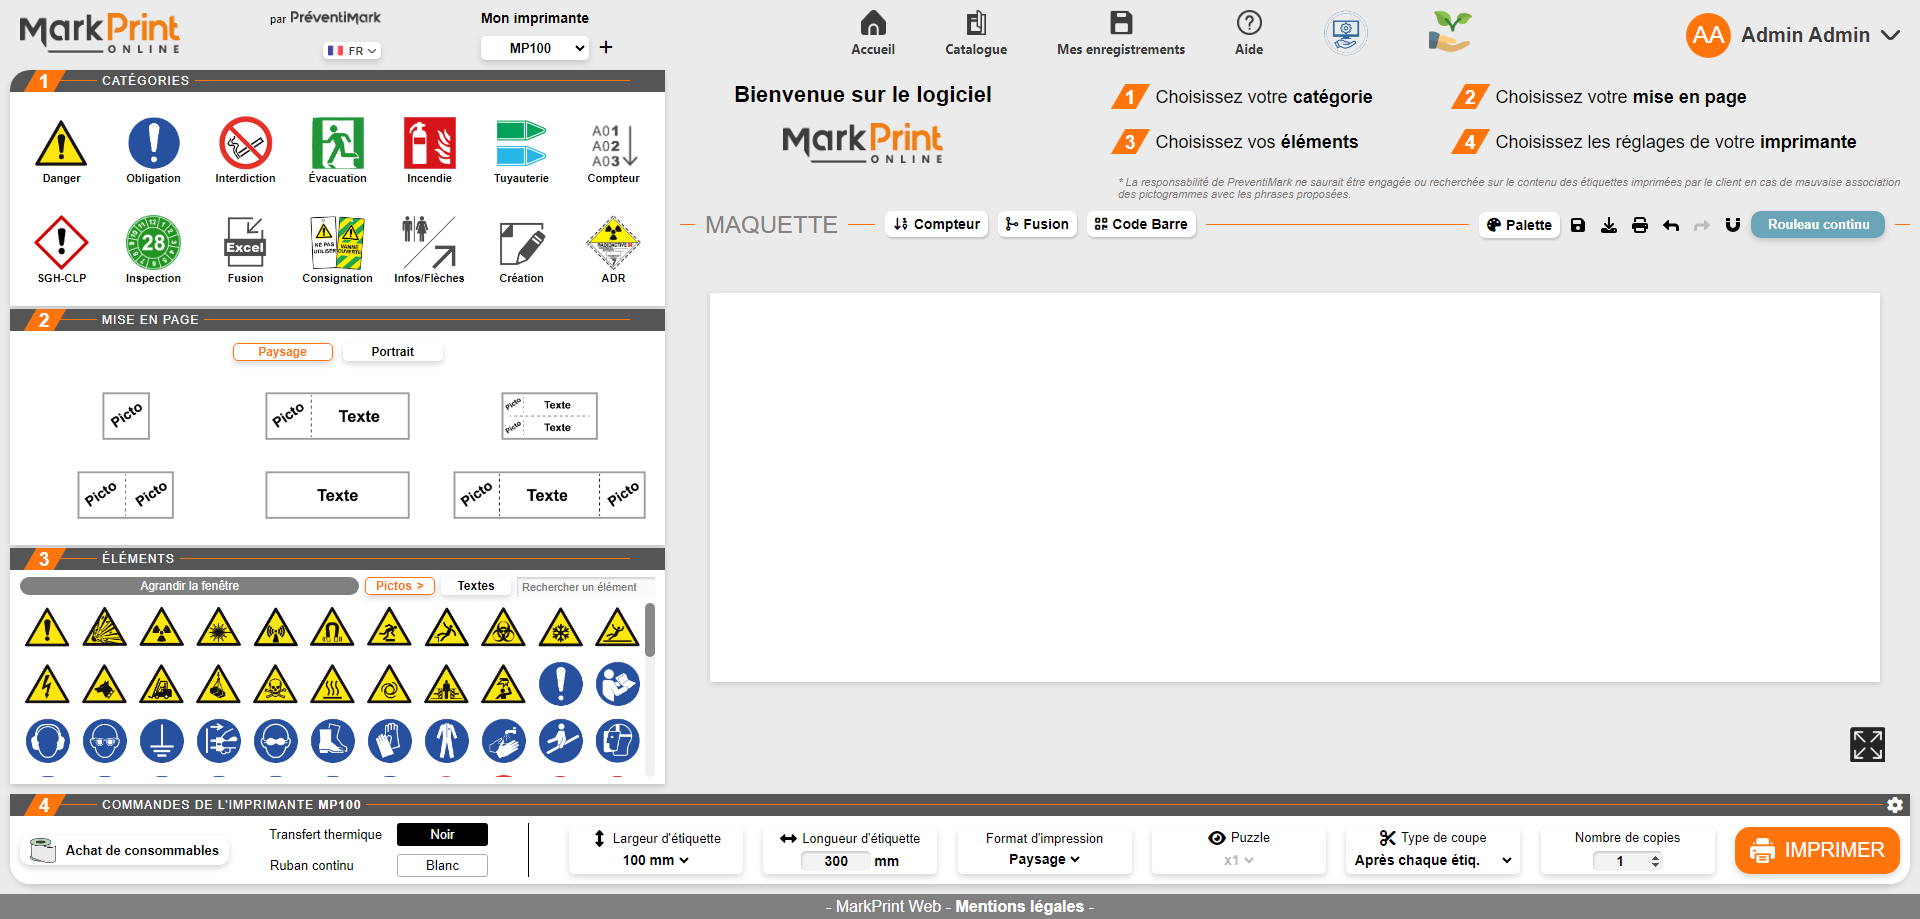 MarkPrint
ONLINE
par PréventiMark
FR
Mon imprimante
MP100
+
Accueil
Catalogue
Mes enregistrements
Aide
AA
Admin Admin
1 CATÉGORIES
Danger
Obligation
Interdiction
Évacuation
Incendie
Tuyauterie
A01
A02
A03
Compteur
SGH-CLP
28
Inspection
Excel
Fusion
NE PAS
UTILISER
VANNE
OUVERTE
Consignation
Infos/Flèches
Création
RADIOACTIVE
ADR
2 MISE EN PAGE
Paysage
Portrait
Picto
Picto Texte
Picto Texte
Picto Texte
Picto Picto
Texte
Picto Texte Picto
3 ÉLÉMENTS
Agrandir la fenêtre
Pictos >
Textes
Rechercher un élément
Bienvenue sur le logiciel
MarkPrint
ONLINE
1 Choisissez votre catégorie
2 Choisissez votre mise en page
3 Choisissez vos éléments
4 Choisissez les réglages de votre imprimante
* La responsabilité de PreventiMark ne saurait être engagée ou recherchée sur le contenu des étiquettes imprimées par le client en cas de mauvaise association
des pictogrammes avec les phrases proposées.
MAQUETTE
Compteur
Fusion
Code Barre
Palette
Rouleau continu
4 COMMANDES DE L'IMPRIMANTE MP100
Achat de consommables
Transfert thermique
Noir
Ruban continu
Blanc
Largeur d'étiquette
100 mm
Longueur d'étiquette
300 mm
Format d'impression
Paysage
Puzzle
x1
Type de coupe
Après chaque étiq.
Nombre de copies
1
IMPRIMER
- MarkPrint Web - Mentions légales -